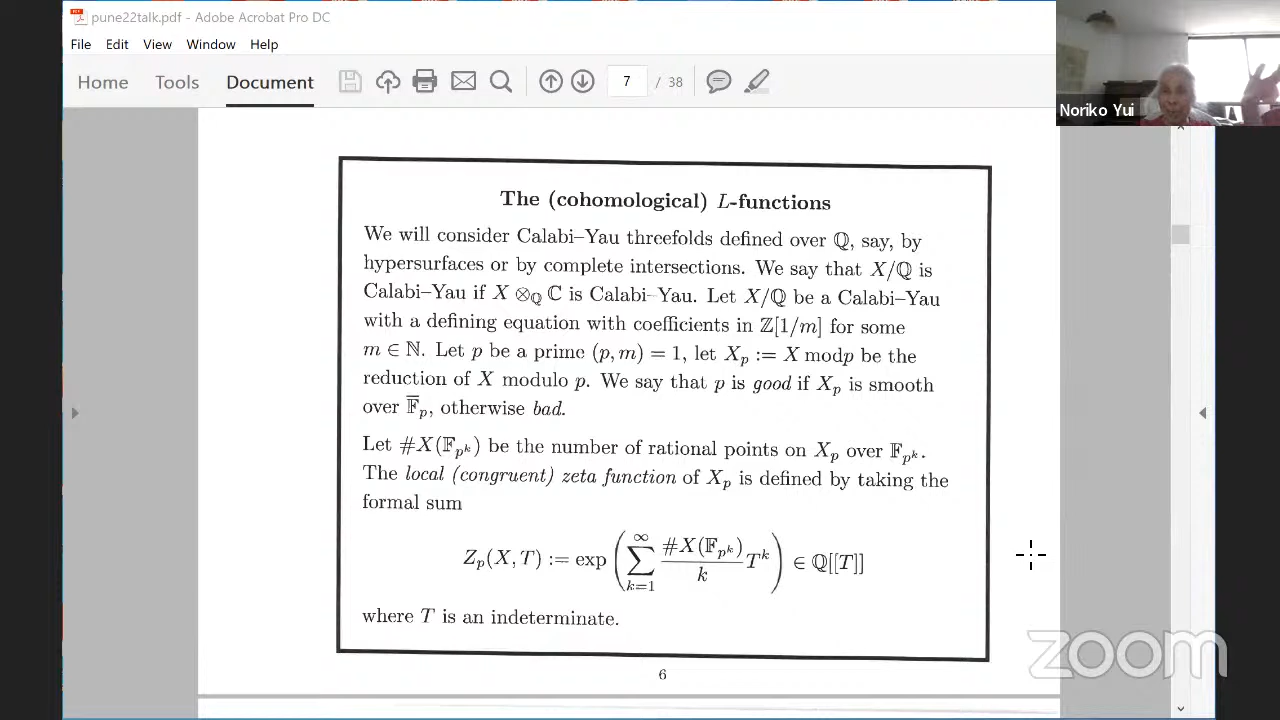 pune22talk.pdf - Adobe Acrobat Pro DC
File Edit View Window Help
Home Tools Document 7 / 38
Noriko Yui
The (cohomological) L-functions
We will consider Calabi–Yau threefolds defined over ℚ, say, by
hypersurfaces or by complete intersections. We say that X/ℚ is
Calabi–Yau if X ⊗_ℚ ℂ is Calabi–Yau. Let X/ℚ be a Calabi–Yau
with a defining equation with coefficients in ℤ[1/m] for some
m ∈ ℕ. Let p be a prime (p, m) = 1, let X_p := X mod p be the
reduction of X modulo p. We say that p is good if X_p is smooth
over 𝔽̅_p, otherwise bad.
Let #X(𝔽_{p^k}) be the number of rational points on X_p over 𝔽_{p^k}.
The local (congruent) zeta function of X_p is defined by taking the
formal sum
Z_p(X, T) := exp ( ∑_{k=1}^{∞} #X(𝔽_{p^k})/k T^k ) ∈ ℚ[[T]]
where T is an indeterminate.
6
zoom